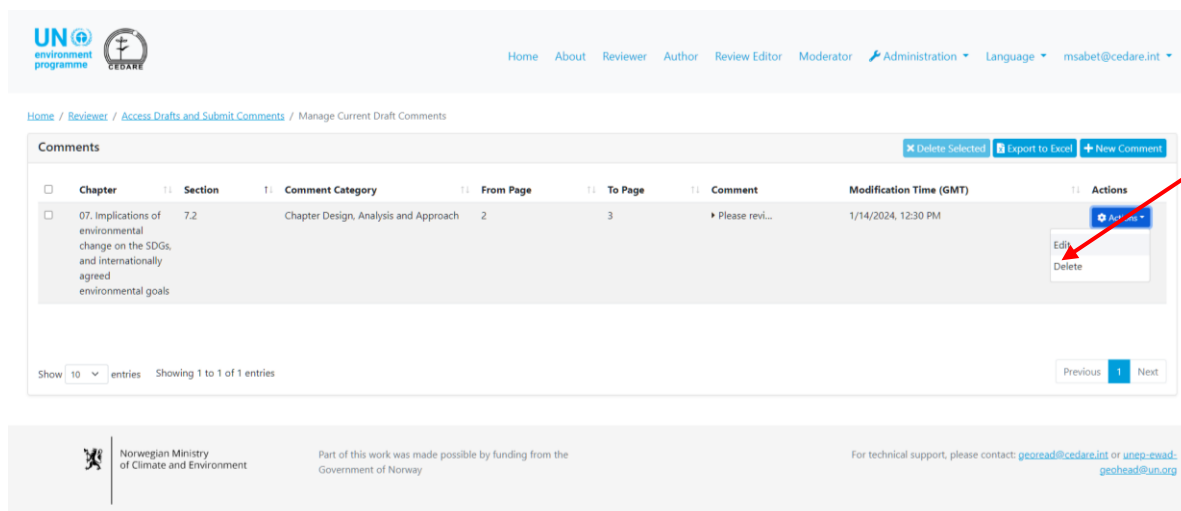 UN
environment
programme
CEDARE
Home About Reviewer Author Review Editor Moderator Administration Language msabet@cedare.int
Home / Reviewer / Access Drafts and Submit Comments / Manage Current Draft Comments
Comments Delete Selected Export to Excel New Comment
Chapter Section Comment Category From Page To Page Comment Modification Time (GMT) Actions
07. Implications of 7.2 Chapter Design, Analysis and Approach 2 3 Please revi... 1/14/2024, 12:30 PM Actions
environmental
change on the SDGs,
and internationally
agreed
environmental goals
Edit
Delete
Show 10 entries Showing 1 to 1 of 1 entries Previous 1 Next
Norwegian Ministry
of Climate and Environment
Part of this work was made possible by funding from the
Government of Norway
For technical support, please contact: georead@cedare.int or unep-ewad-
geohead@un.org